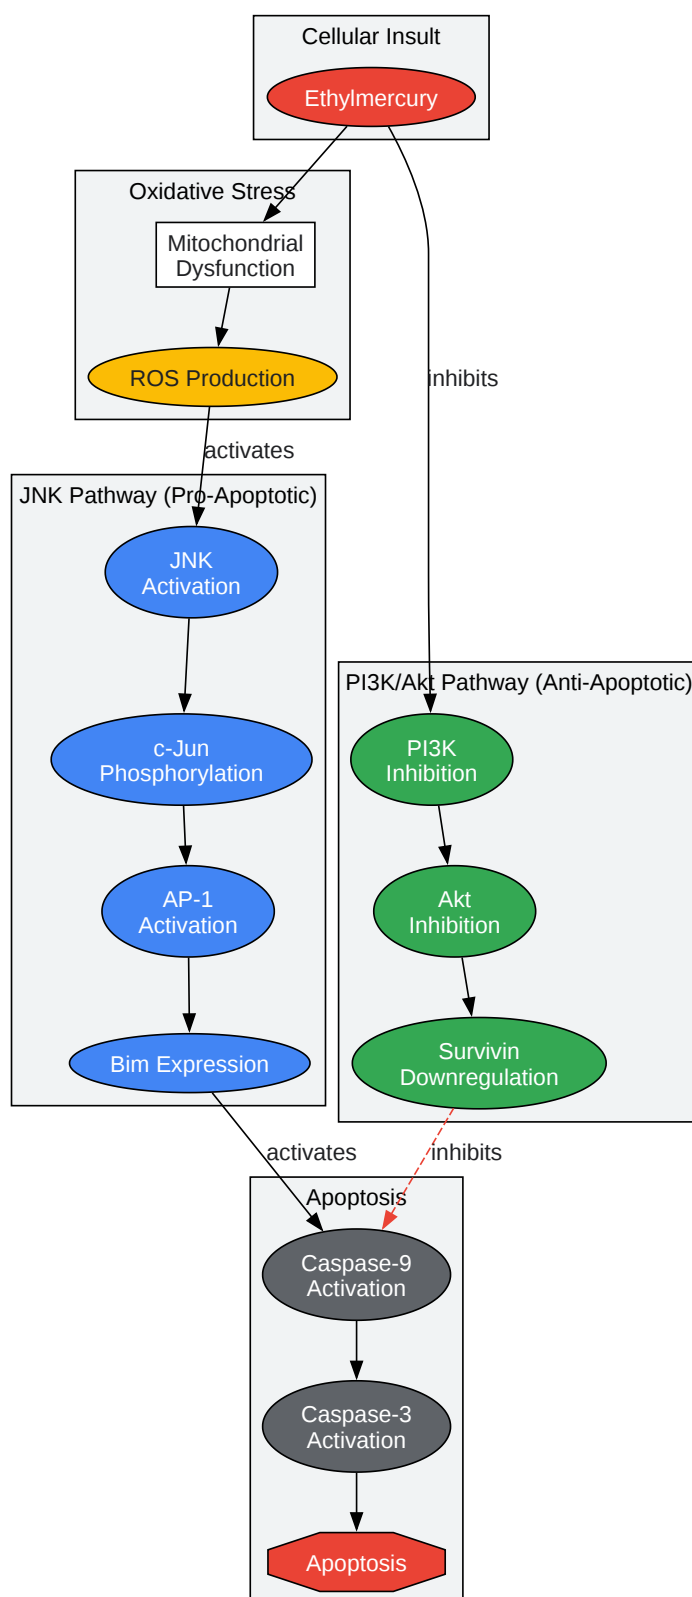 Cellular Insult
Ethylmercury
Oxidative Stress
Mitochondrial
Dysfunction
ROS Production
inhibits
activates
JNK Pathway (Pro-Apoptotic)
JNK
Activation
PI3K/Akt Pathway (Anti-Apoptotic)
c-Jun
Phosphorylation
PI3K
Inhibition
AP-1
Activation
Akt
Inhibition
Bim Expression
Survivin
Downregulation
activates
inhibits
Apoptosis
Caspase-9
Activation
Caspase-3
Activation
Apoptosis